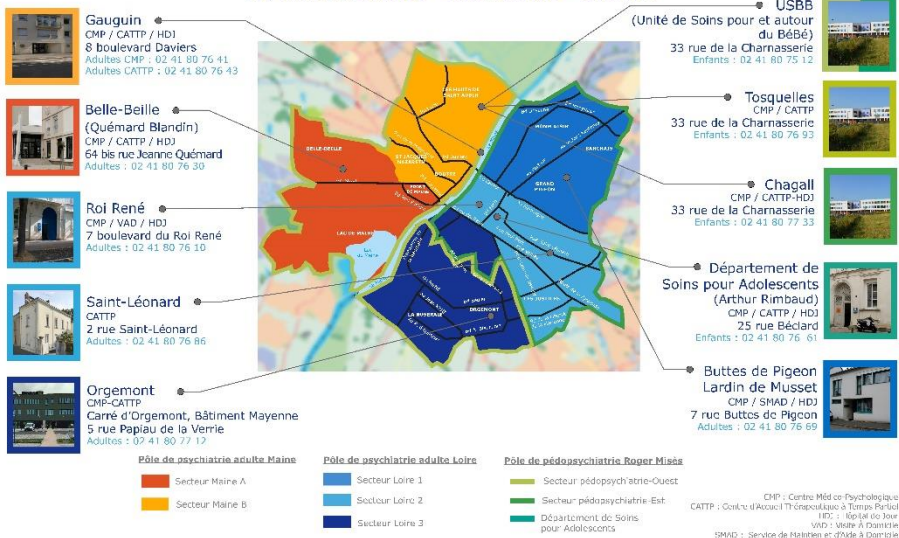 Gauguin
CMP / CATTP / HDJ
8 boulevard Daviers
Adultes CMP : 02 41 80 76 41
Adultes CATTP : 02 41 80 76 43
Belle-Beille
(Quémard Blandin)
CMP / CATTP / HDJ
64 bis rue Jeanne Quémard
Adultes : 02 41 80 76 30
Roi René
CMP / VAD / HDJ
7 boulevard du Roi René
Adultes : 02 41 80 76 10
Saint-Léonard
CATTP
2 rue Saint-Léonard
Adultes : 02 41 80 76 86
Orgemont
CMP-CATTP
Carré d'Orgemont, Bâtiment Mayenne
5 rue Papiau de la Verrie
Adultes : 02 41 80 77 12
LES HAUTS DE
SAINT AUBIN
BELLE-BEILLE
DOUTRE
MONPLAISIR
BANCHAIS
GRAND
PIGEON
LAC DE MAINE
Lac
du Maine
LA ROSERAIE
ORGEMONT
JUSTICES
USBB
(Unité de Soins pour et autour
du BéBé)
33 rue de la Charnasserie
Enfants : 02 41 80 75 12
Tosquelles
CMP / CATTP
33 rue de la Charnasserie
Enfants : 02 41 80 76 93
Chagall
CMP / CATTP-HDJ
33 rue de la Charnasserie
Enfants : 02 41 80 77 33
Département de
Soins pour Adolescents
(Arthur Rimbaud)
CMP / CATTP / HDJ
25 rue Béclard
Enfants : 02 41 80 76 61
Buttes de Pigeon
Lardin de Musset
CMP / SMAD / HDJ
7 rue Buttes de Pigeon
Adultes : 02 41 80 76 69
Pôle de psychiatrie adulte Maine
Secteur Maine A
Secteur Maine B
Pôle de psychiatrie adulte Loire
Secteur Loire 1
Secteur Loire 2
Secteur Loire 3
Pôle de pédopsychiatrie Roger Misès
Secteur pédopsychiatrie-Ouest
Secteur pédopsychiatrie-Est
Département de Soins
pour Adolescents
CMP : Centre Médico-Psychologique
CATTP : Centre d'Accueil Thérapeutique à Temps Partiel
HDJ : Hôpital de Jour
VAD : Visite À Domicile
SMAD : Service de Maintien et d'Aide à Domicile